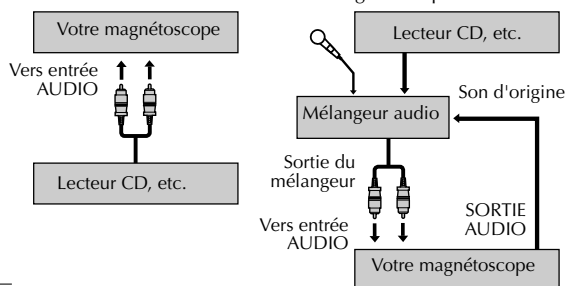 Votre magnétoscope
Vers entrée
AUDIO
Lecteur CD, etc.
Lecteur CD, etc.
Son d'origine
Mélangeur audio
Sortie du
mélangeur
Vers entrée
AUDIO
SORTIE
AUDIO
Votre magnétoscope